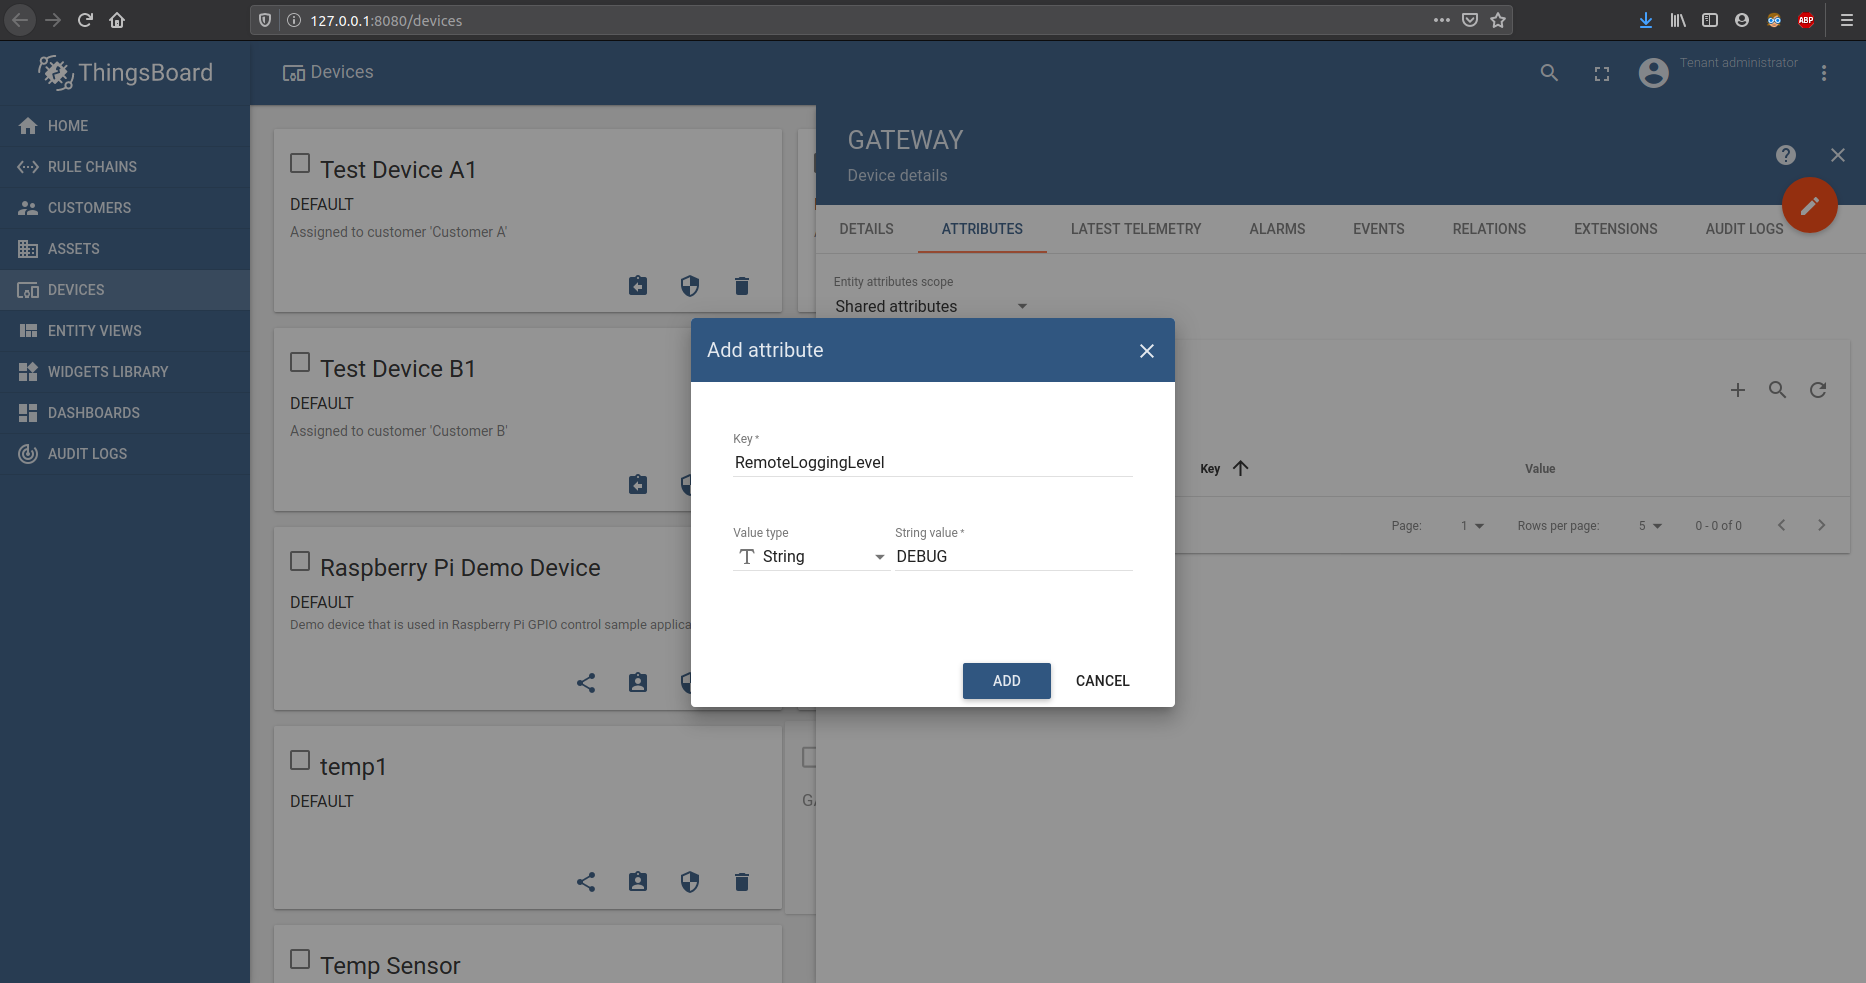 127.0.0.1:8080/devices
ABP
ThingsBoard
Devices
Tenant administrator
HOME
RULE CHAINS
CUSTOMERS
ASSETS
DEVICES
ENTITY VIEWS
WIDGETS LIBRARY
DASHBOARDS
AUDIT LOGS
Test Device A1
DEFAULT
Assigned to customer 'Customer A'
Test Device B1
DEFAULT
Assigned to customer 'Customer B'
Raspberry Pi Demo Device
DEFAULT
Demo device that is used in Raspberry Pi GPIO control sample applica
temp1
DEFAULT
Temp Sensor
GATEWAY
Device details
DETAILS
ATTRIBUTES
LATEST TELEMETRY
ALARMS
EVENTS
RELATIONS
EXTENSIONS
AUDIT LOGS
Entity attributes scope
Shared attributes
Key
Value
Page: 1
Rows per page: 5
0 - 0 of 0
Add attribute
Key *
RemoteLoggingLevel
Value type
String
String value *
DEBUG
ADD
CANCEL